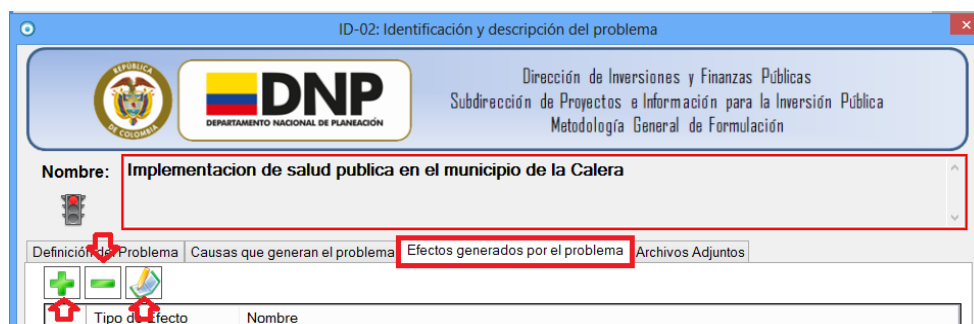 ID-02: Identificación y descripción del problema
REPÚBLICA
DE COLOMBIA
DNP
DEPARTAMENTO NACIONAL DE PLANEACIÓN
Dirección de Inversiones y Finanzas Públicas
Subdirección de Proyectos e Información para la Inversión Pública
Metodología General de Formulación
Nombre: Implementacion de salud publica en el municipio de la Calera
Definición del Problema Causas que generan el problema Efectos generados por el problema Archivos Adjuntos
Tipo de Efecto Nombre